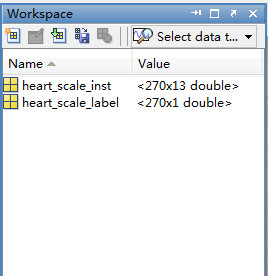 Workspace
Select data t...
Name Value
heart_scale_inst <270x13 double>
heart_scale_label <270x1 double>